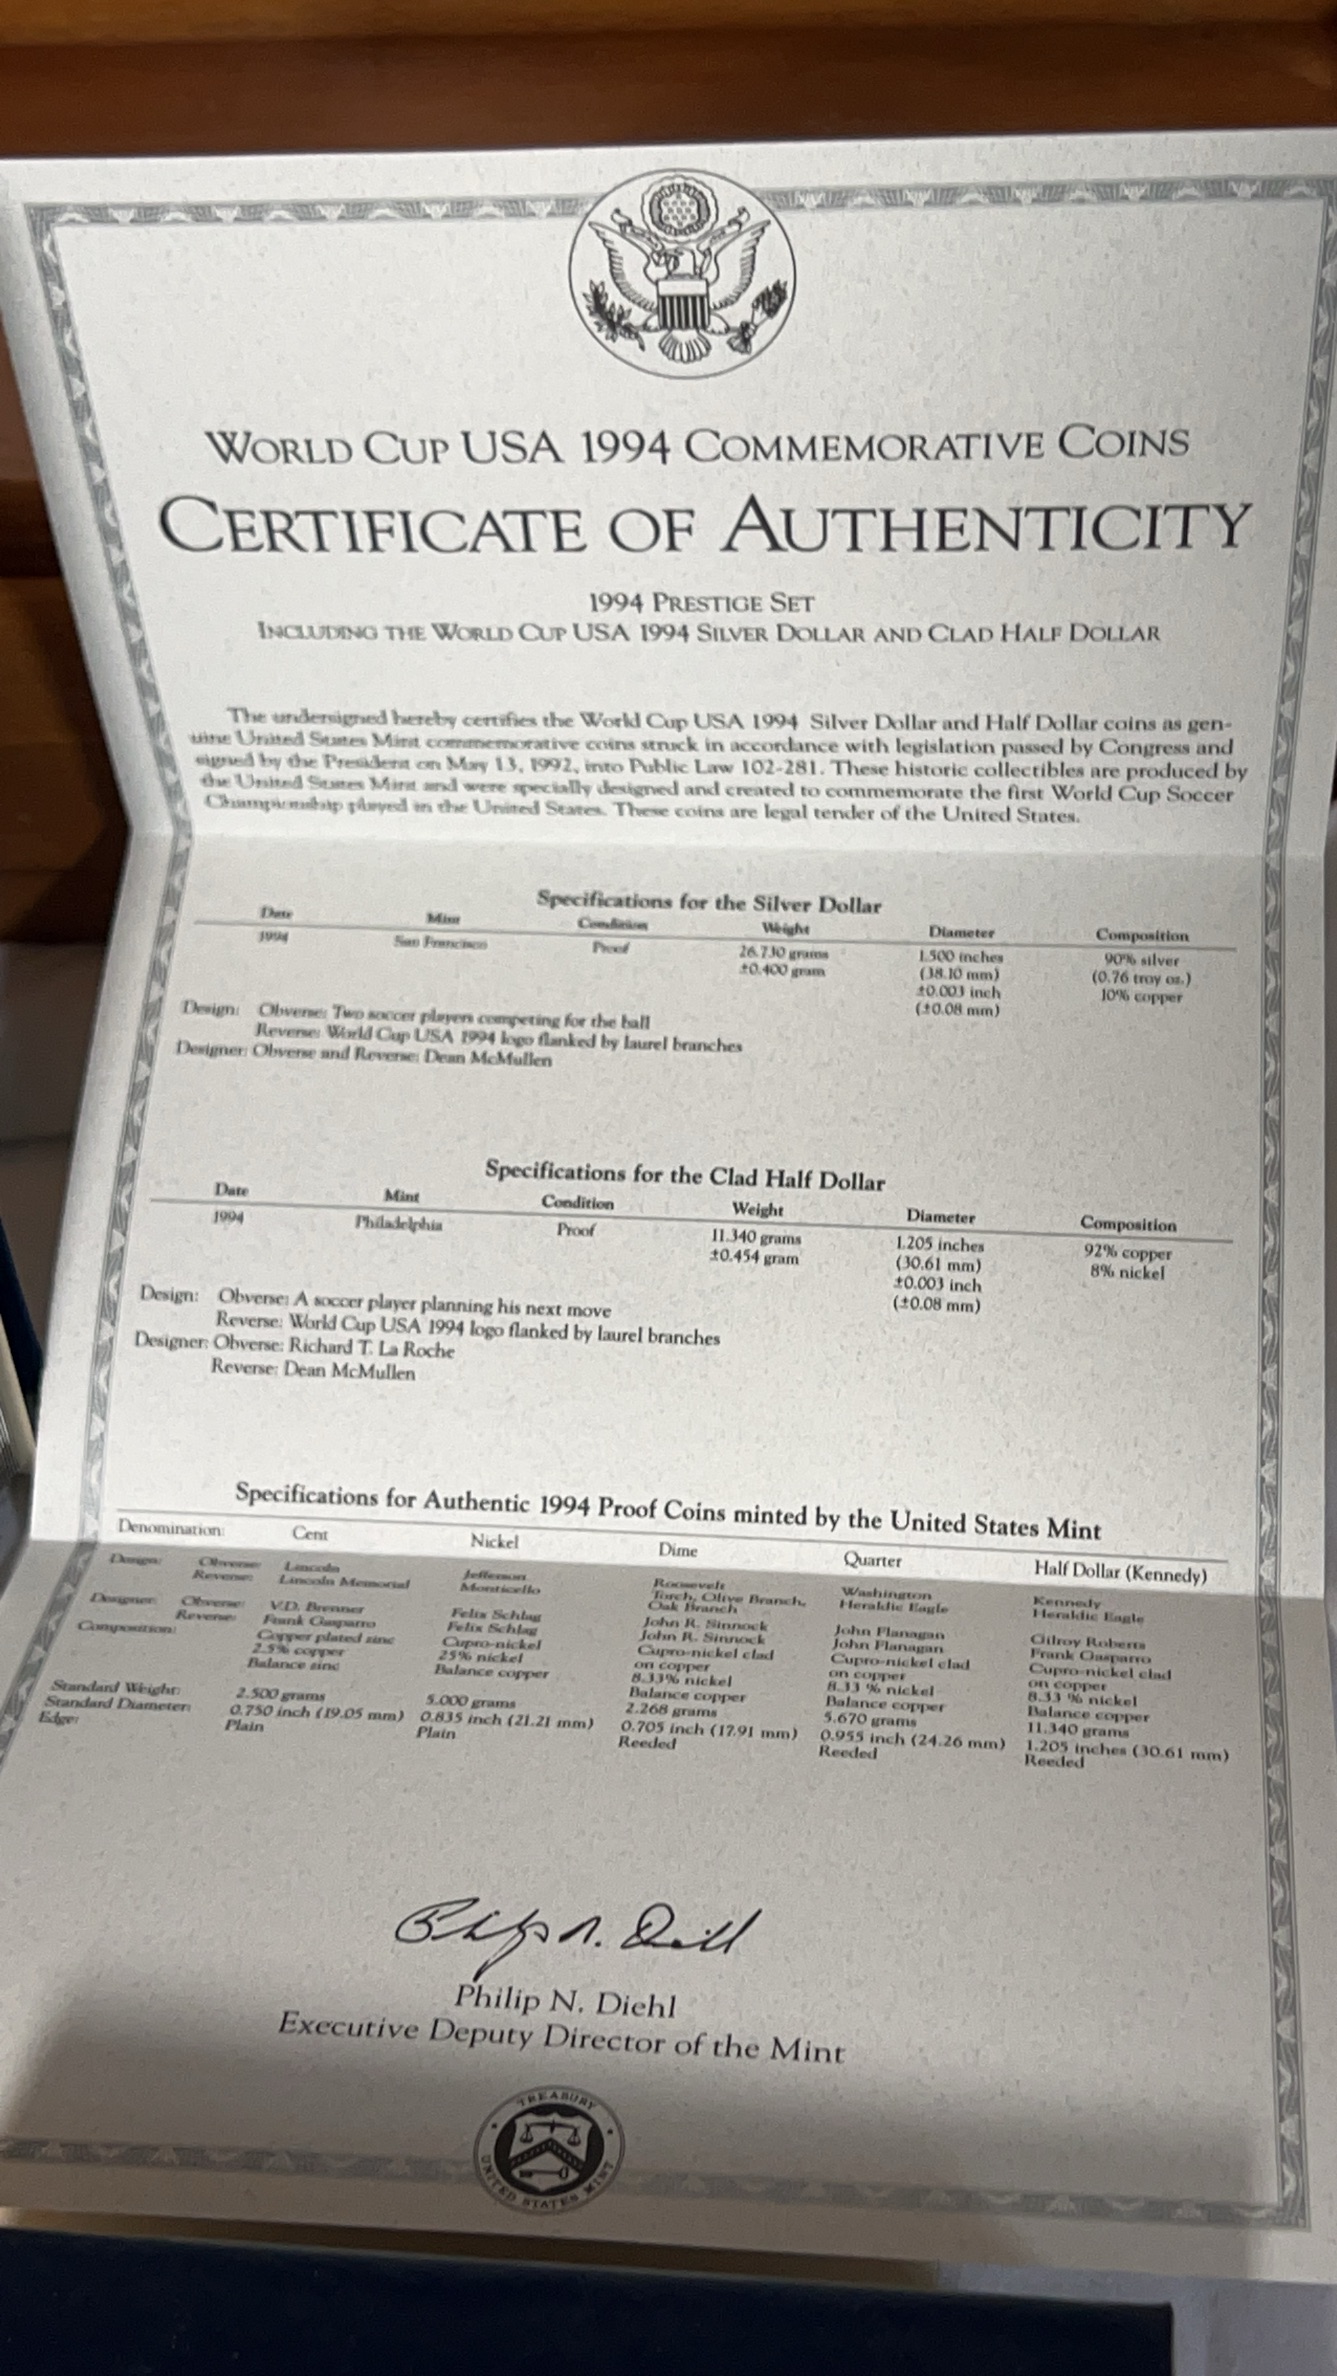 WORLD CUP USA 1994 COMMEMORATIVE COINS
CERTIFICATE OF AUTHENTICITY
1994 PRESTIGE SET
INCLUDING THE WORLD CUP USA 1994 SILVER DOLLAR AND CLAD HALF DOLLAR
The undersigned hereby certifies the World Cup USA 1994 Silver Dollar and Half Dollar coins as gen-
uine United States Mint commemorative coins struck in accordance with legislation passed by Congress and
signed by the President on May 13, 1992, into Public Law 102-281. These historic collectibles are produced by
the United States Mint and were specially designed and created to commemorate the first World Cup Soccer
Championship played in the United States. These coins are legal tender of the United States.
Specifications for the Silver Dollar
Date Mint Condition Weight Diameter Composition
1994 San Francisco Proof 26.730 grams 1.500 inches 90% silver
±0.400 gram (38.10 mm) (0.76 troy oz.)
±0.003 inch 10% copper
(±0.08 mm)
Design: Obverse: Two soccer players competing for the ball
Reverse: World Cup USA 1994 logo flanked by laurel branches
Designer: Obverse and Reverse: Dean McMullen
Specifications for the Clad Half Dollar
Date Mint Condition Weight Diameter Composition
1994 Philadelphia Proof 11.340 grams 1.205 inches 92% copper
±0.454 gram (30.61 mm) 8% nickel
±0.003 inch
(±0.08 mm)
Design: Obverse: A soccer player planning his next move
Reverse: World Cup USA 1994 logo flanked by laurel branches
Designer: Obverse: Richard T. La Roche
Reverse: Dean McMullen
Specifications for Authentic 1994 Proof Coins minted by the United States Mint
Denomination: Cent Nickel Dime Quarter Half Dollar (Kennedy)
Design: Obverse: Lincoln Jefferson Roosevelt Washington Kennedy
Reverse: Lincoln Memorial Monticello Torch, Olive Branch, Heraldic Eagle Heraldic Eagle
Oak Branch
Designer: Obverse: V.D. Brenner Felix Schlag John R. Sinnock John Flanagan Gilroy Roberts
Reverse: Frank Gasparro Felix Schlag John R. Sinnock John Flanagan Frank Gasparro
Composition: Copper plated zinc Cupro-nickel Cupro-nickel clad Cupro-nickel clad Cupro-nickel clad
2.5% copper 25% nickel on copper on copper on copper
Balance zinc Balance copper 8.33% nickel 8.33 % nickel 8.33 % nickel
Balance copper Balance copper Balance copper
Standard Weight: 2.500 grams 5.000 grams 2.268 grams 5.670 grams 11.340 grams
Standard Diameter: 0.750 inch (19.05 mm) 0.835 inch (21.21 mm) 0.705 inch (17.91 mm) 0.955 inch (24.26 mm) 1.205 inches (30.61 mm)
Edge: Plain Plain Reeded Reeded Reeded
Philip N. Diehl
Philip N. Diehl
Executive Deputy Director of the Mint
TREASURY
UNITED STATES MINT